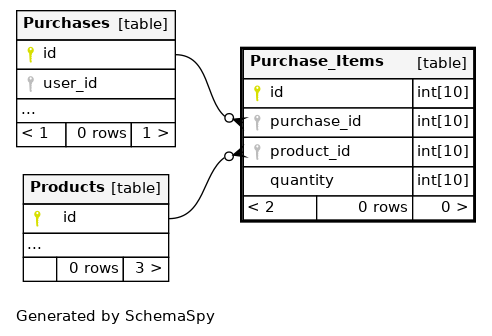 Purchases [table]
id
user_id
...
< 1 0 rows 1 >
Purchase_Items [table]
id int[10]
purchase_id int[10]
product_id int[10]
quantity int[10]
< 2 0 rows 0 >
Products [table]
id
...
0 rows 3 >
Generated by SchemaSpy